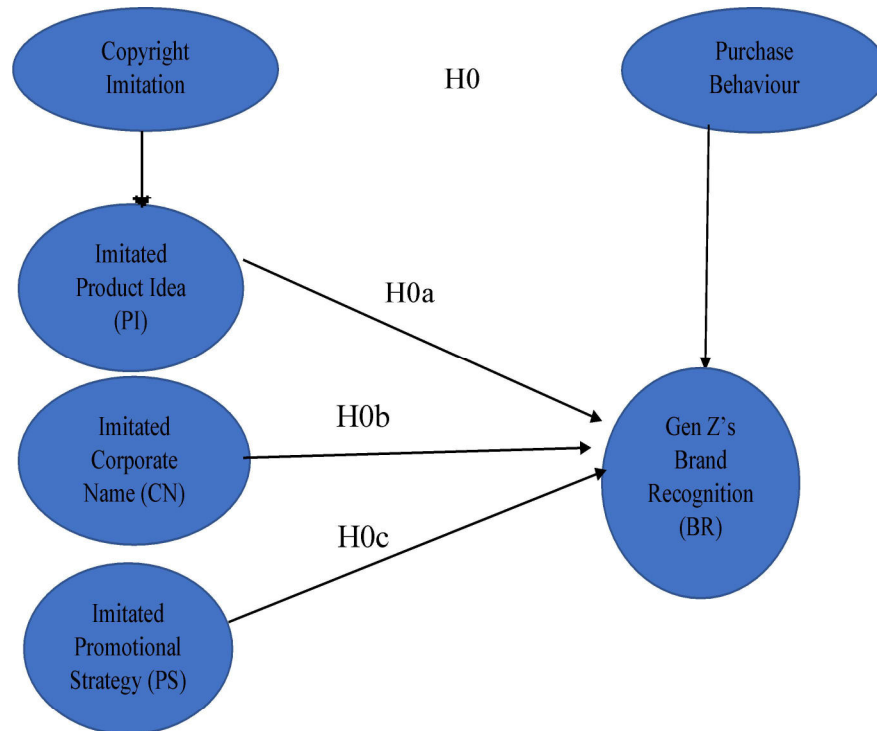 Copyright
Imitation
H0
Purchase
Behaviour
Imitated
Product Idea
(PI)
H0a
Imitated
Corporate
Name (CN)
H0b
Gen Z’s
Brand
Recognition
(BR)
H0c
Imitated
Promotional
Strategy (PS)